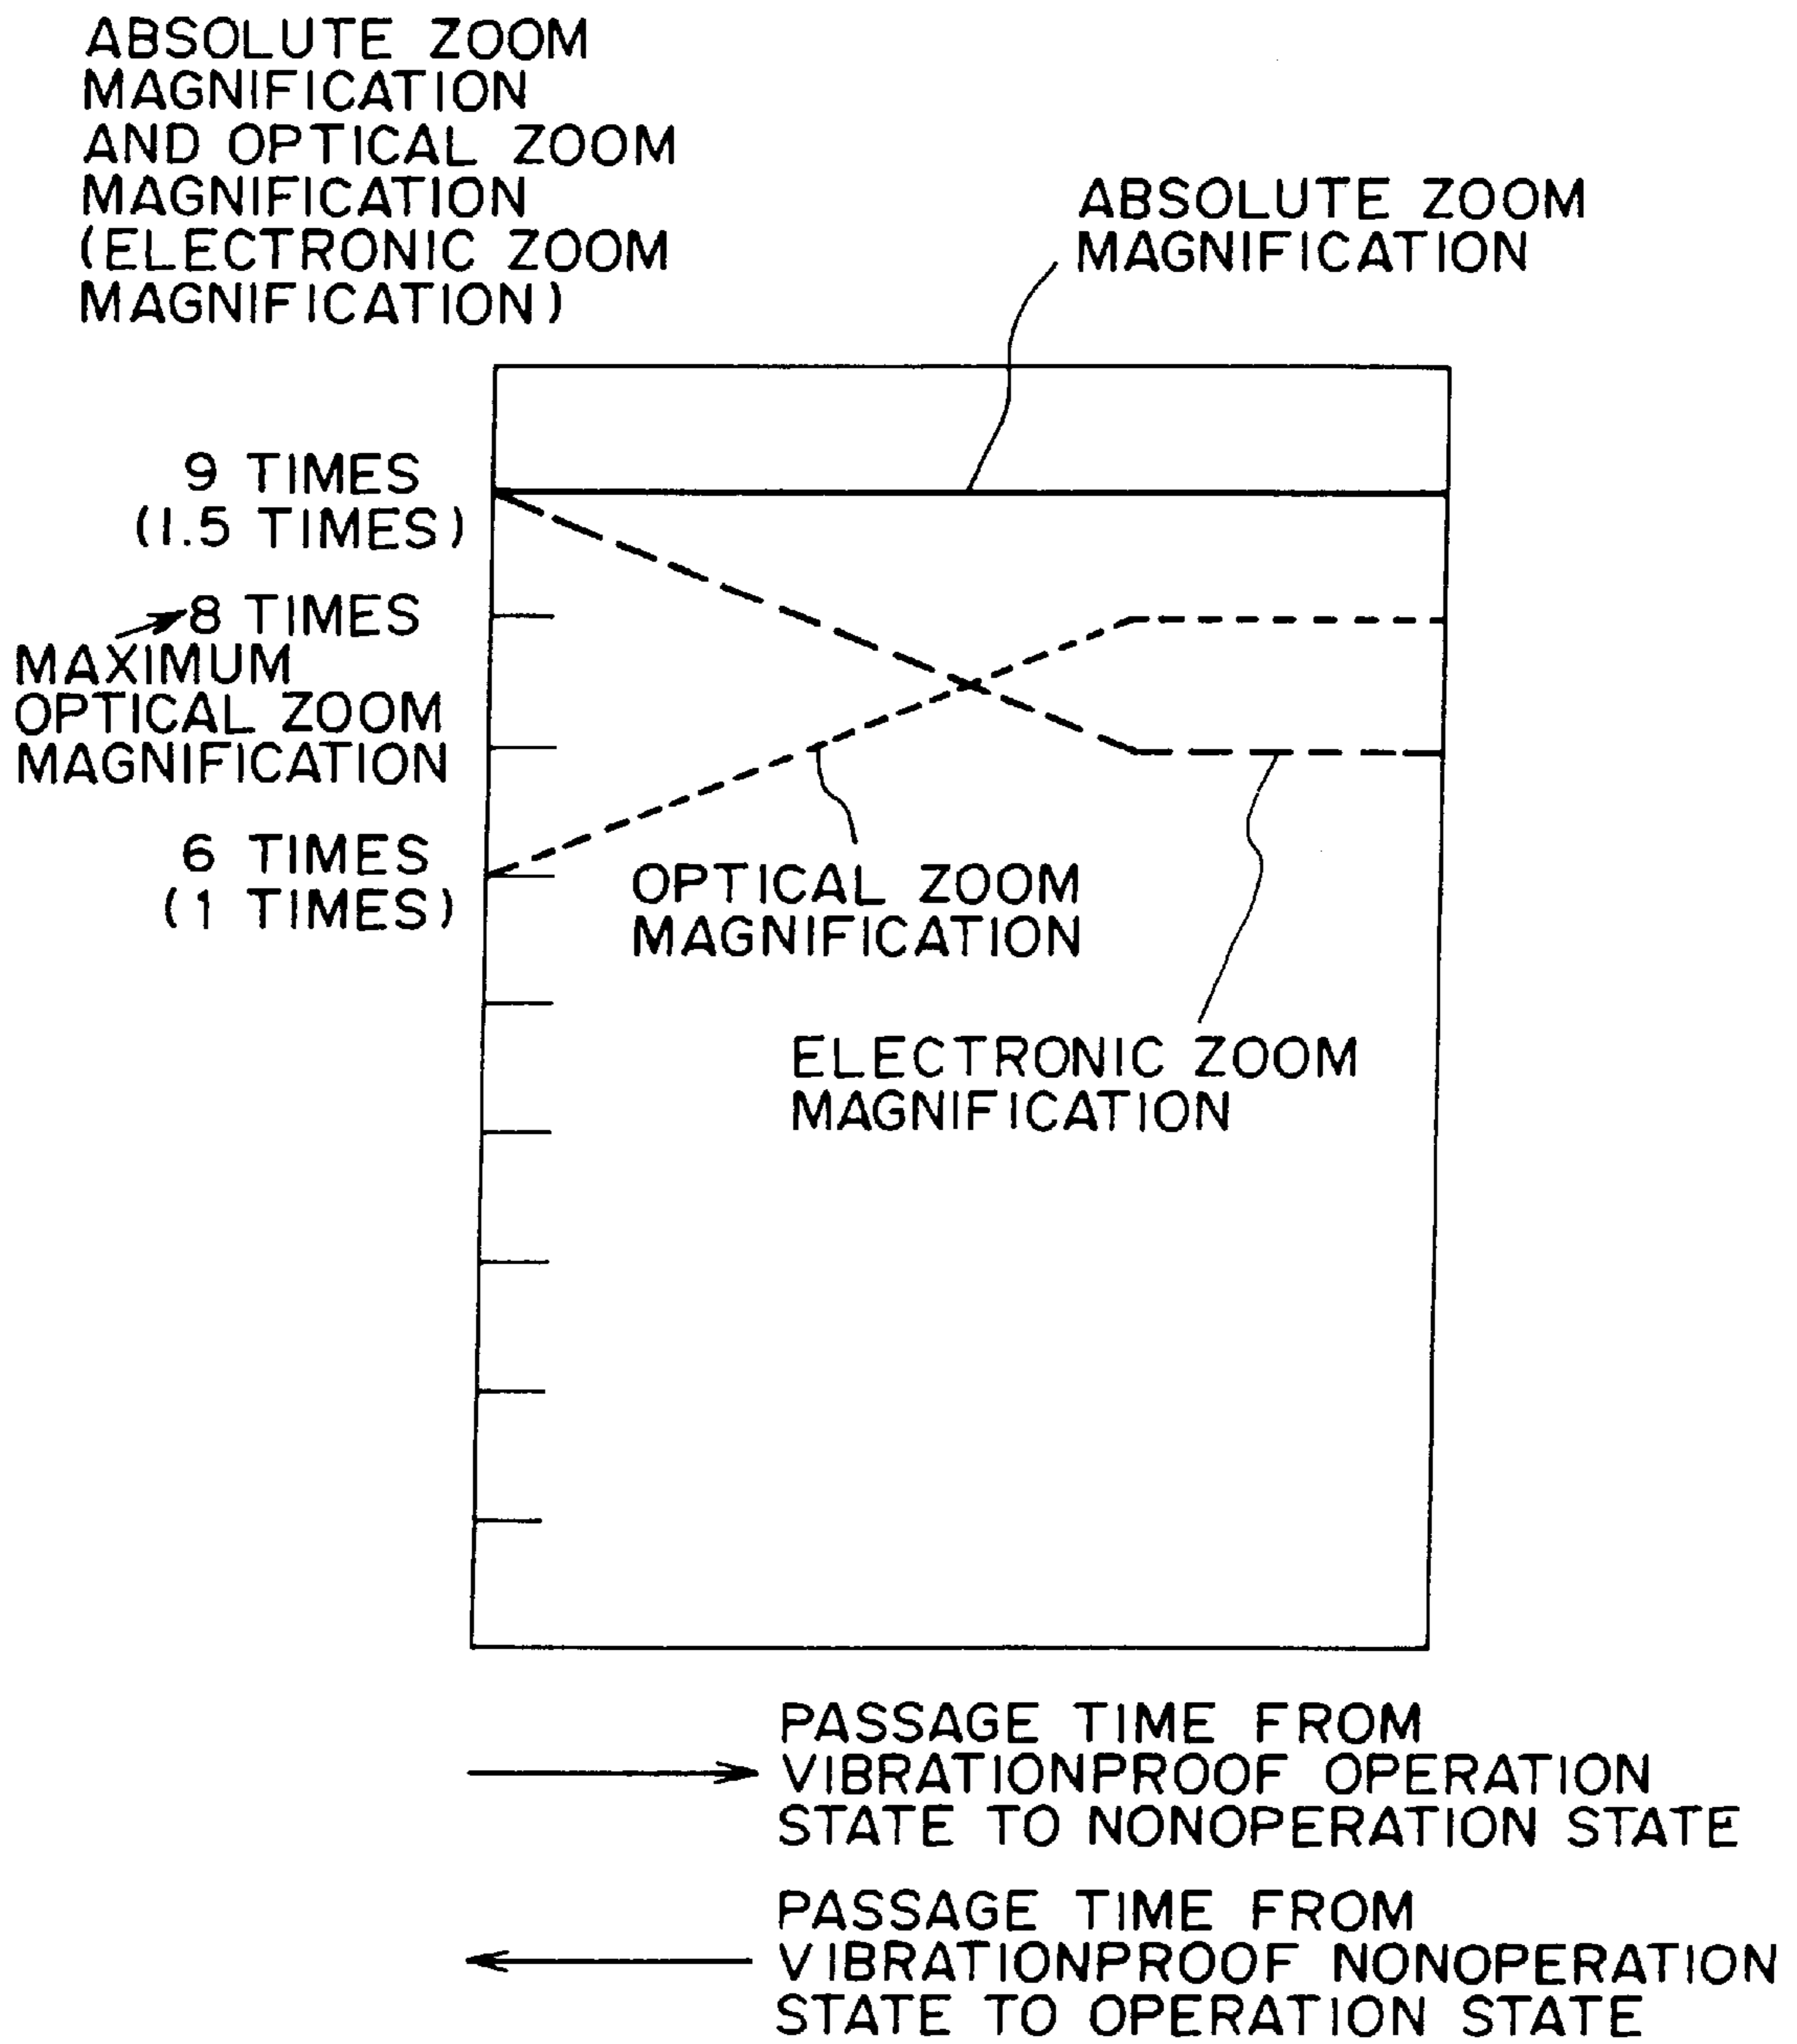 ABSOLUTE ZOOM
MAGNIFICATION
AND OPTICAL ZOOM
MAGNIFICATION
(ELECTRONIC ZOOM
MAGNIFICATION)
ABSOLUTE ZOOM
MAGNIFICATION
9 TIMES
(1.5 TIMES)
8 TIMES
MAXIMUM
OPTICAL ZOOM
MAGNIFICATION
6 TIMES
(1 TIMES)
OPTICAL ZOOM
MAGNIFICATION
ELECTRONIC ZOOM
MAGNIFICATION
PASSAGE TIME FROM
VIBRATIONPROOF OPERATION
STATE TO NONOPERATION STATE
PASSAGE TIME FROM
VIBRATIONPROOF NONOPERATION
STATE TO OPERATION STATE